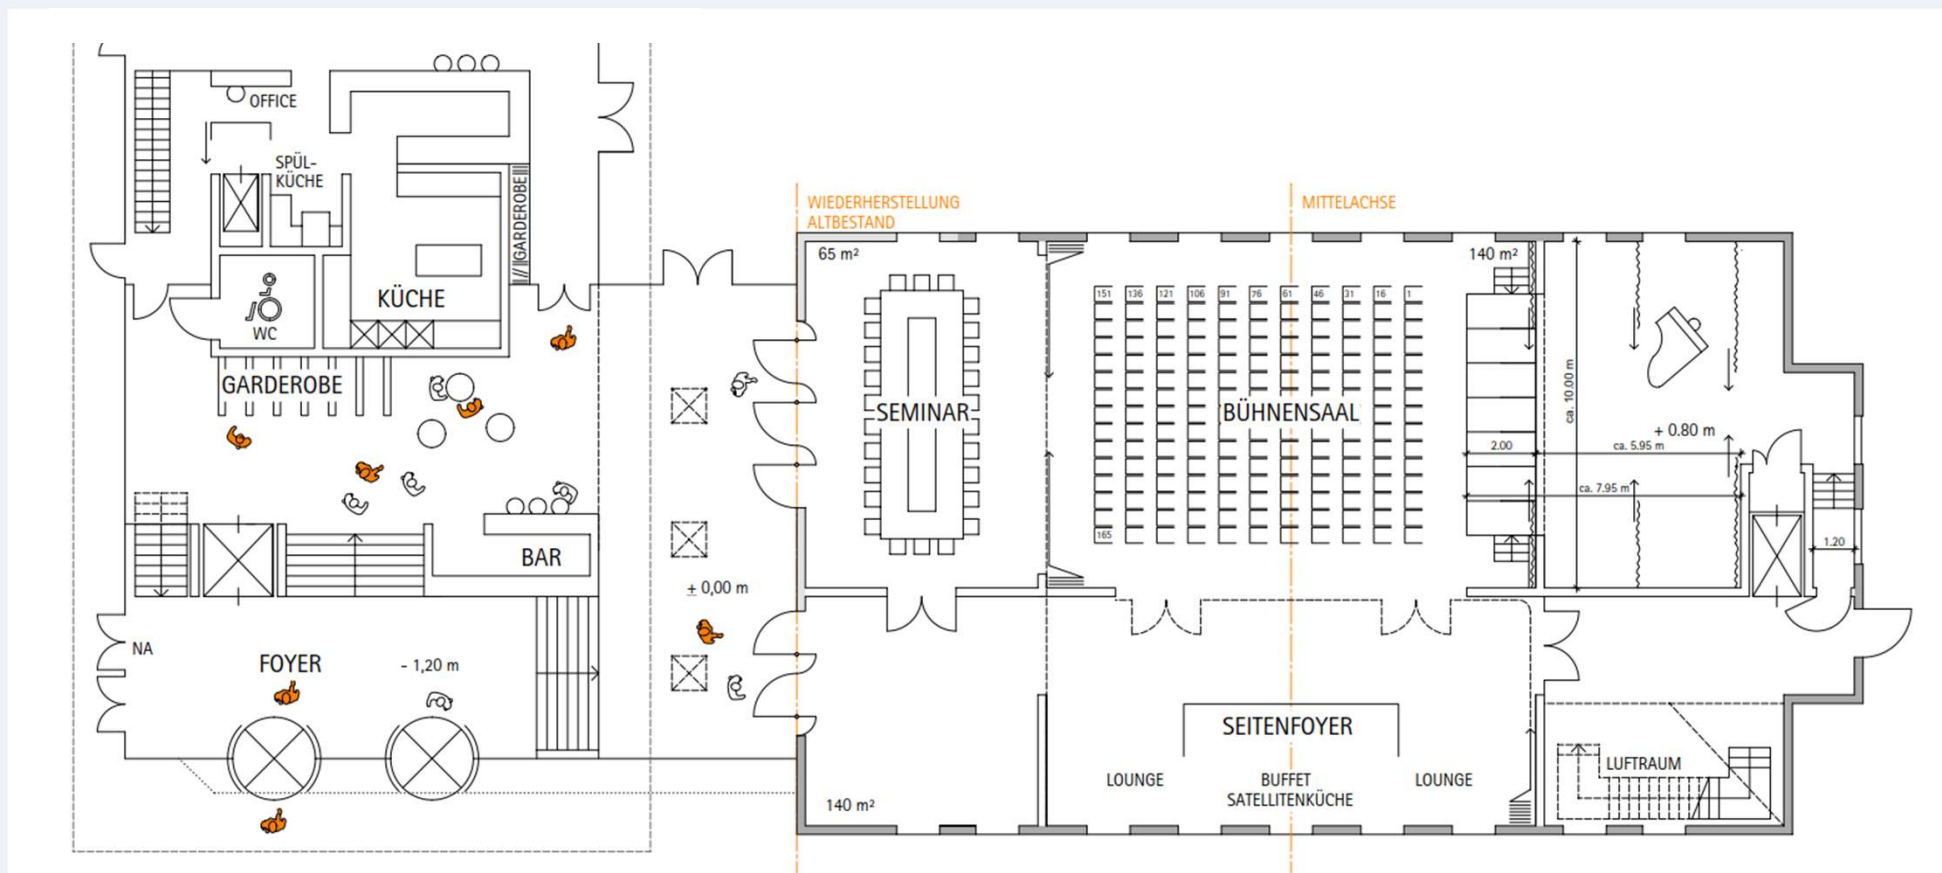 OFFICE
SPÜL-
KÜCHE
GARDEROBE
KÜCHE
WC
GARDEROBE
BAR
± 0,00 m
NA
FOYER
- 1,20 m
WIEDERHERSTELLUNG
ALTBESTAND
MITTELACHSE
65 m²
140 m²
151
136
121
106
91
76
61
46
31
16
1
SEMINAR
BÜHNENSAAL
165
ca. 10.00 m
+ 0.80 m
2.00
ca. 5.95 m
ca. 7.95 m
1.20
SEITENFOYER
LOUNGE
BUFFET
SATELLITENKÜCHE
LOUNGE
LUFTRAUM
140 m²